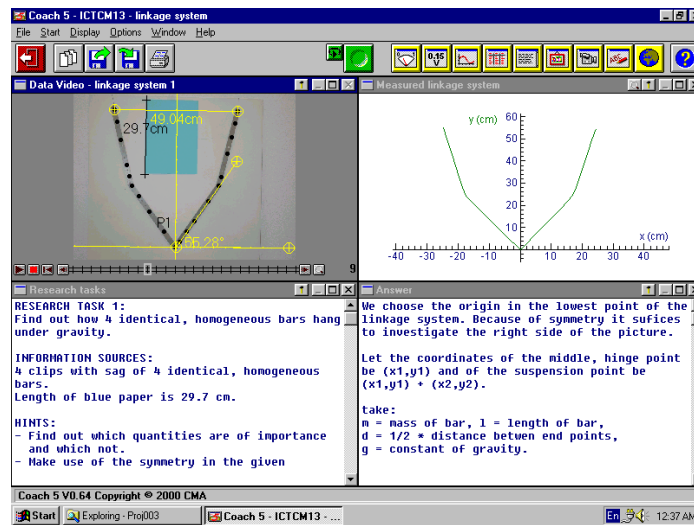 Coach 5 - ICTCM13 - linkage system
File Start Display Options Window Help
0,15
V
Data Video - linkage system 1
Measured linkage system
49.04cm
29.7 cm
P1
55.28°
9
y (cm)
60
50
40
30
20
10
x (cm)
-40 -30 -20 -10 0 10 20 30 40
Research tasks
RESEARCH TASK 1:
Find out how 4 identical, homogeneous bars hang
under gravity.
INFORMATION SOURCES:
4 clips with sag of 4 identical, homogeneous
bars.
Length of blue paper is 29.7 cm.
HINTS:
- Find out which quantities are of importance
and which not.
- Make use of the symmetry in the given
Answer
We choose the origin in the lowest point of the
linkage system. Because of symmetry it sufices
to investigate the right side of the picture.
Let the coordinates of the middle, hinge point
be (x1,y1) and of the suspension point be
(x1,y1) + (x2,y2).
take:
m = mass of bar, l = length of bar,
d = 1/2 * distance betwen end points,
g = constant of gravity.
Coach 5 V0.64 Copyright © 2000 CMA
Start Exploring - Proj003 Coach 5 - ICTCM13 - ... En 12:37 AM